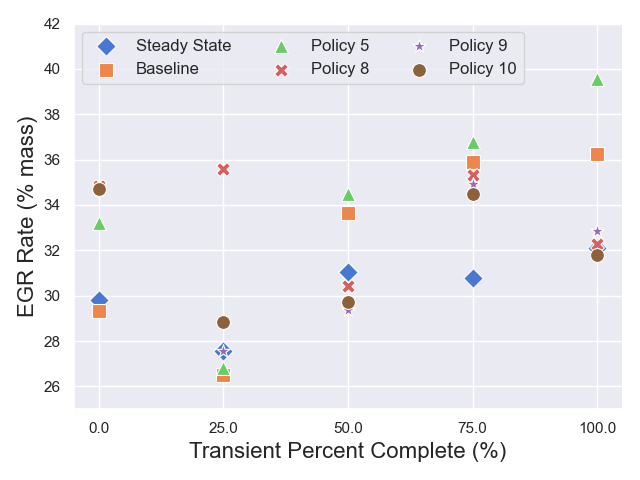 42
40
38
36
34
32
30
28
26
EGR Rate (% mass)
Steady State
Baseline
Policy 5
Policy 8
Policy 9
Policy 10
0.0 25.0 50.0 75.0 100.0
Transient Percent Complete (%)